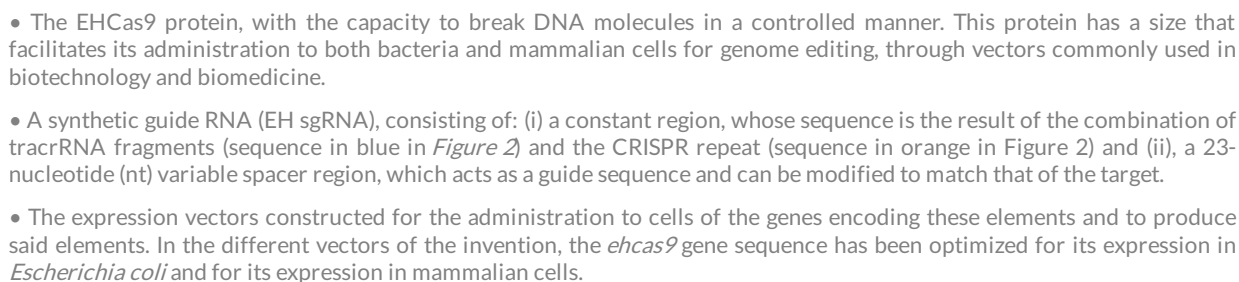 • The EHCas9 protein, with the capacity to break DNA molecules in a controlled manner. This protein has a size that
facilitates its administration to both bacteria and mammalian cells for genome editing, through vectors commonly used in
biotechnology and biomedicine.
• A synthetic guide RNA (EH sgRNA), consisting of: (i) a constant region, whose sequence is the result of the combination of
tracrRNA fragments (sequence in blue in Figure 2) and the CRISPR repeat (sequence in orange in Figure 2) and (ii), a 23-
nucleotide (nt) variable spacer region, which acts as a guide sequence and can be modified to match that of the target.
• The expression vectors constructed for the administration to cells of the genes encoding these elements and to produce
said elements. In the different vectors of the invention, the ehcas9 gene sequence has been optimized for its expression in
Escherichia coli and for its expression in mammalian cells.